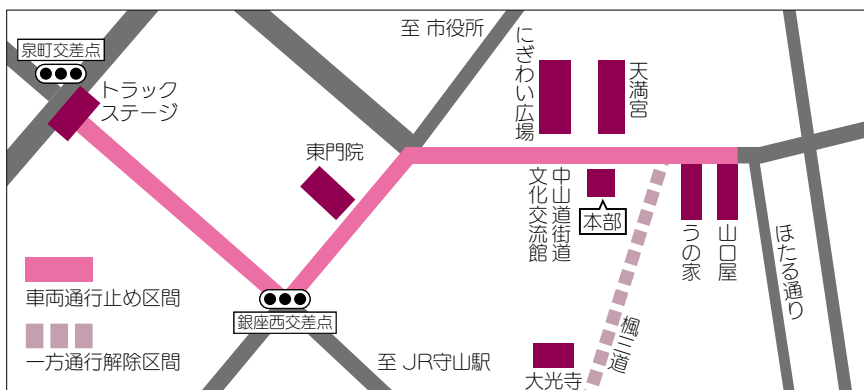 至 市役所
泉町交差点
トラック
ステージ
にぎわい広場
天満宮
東門院
中山道街道
文化交流館
本部
うの家
山口屋
ほたる通り
車両通行止め区間
銀座西交差点
一方通行解除区間
至 JR守山駅
大光寺
楓三道